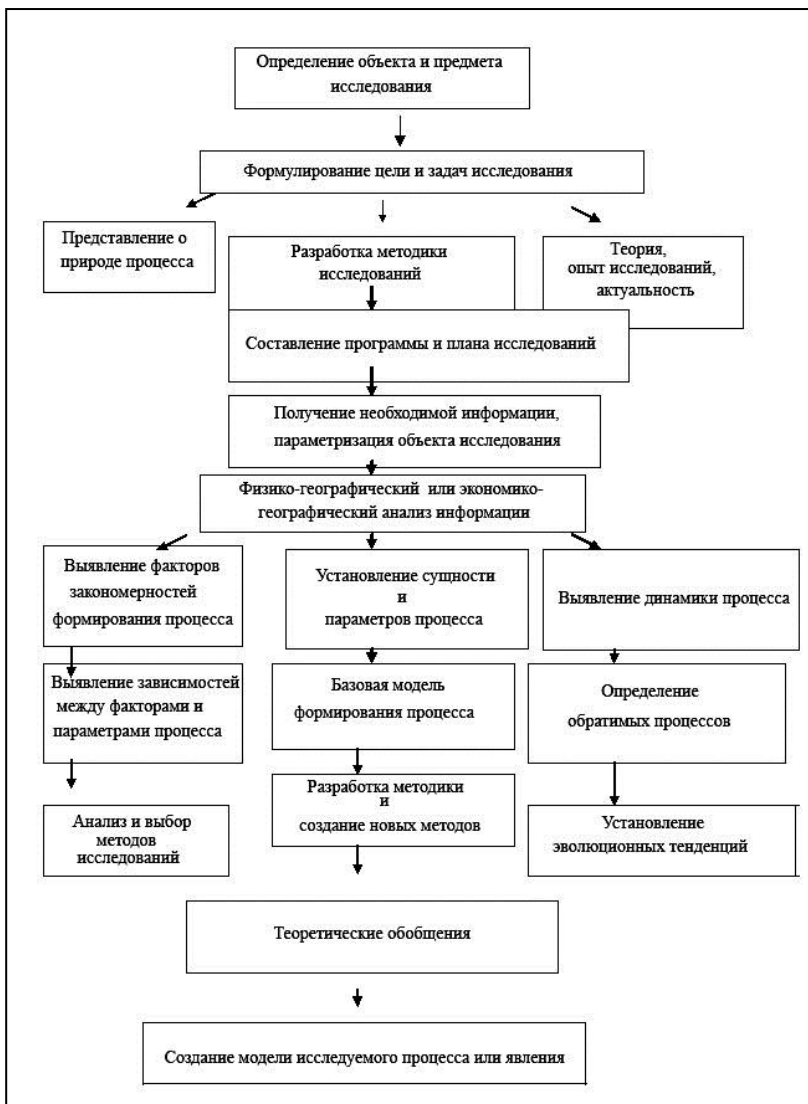 Определение объекта и предмета
исследования
Формулирование цели и задач исследования
Представление о
природе процесса
Разработка методики
исследований
Теория,
опыт исследований,
актуальность
Составление программы и плана исследований
Получение необходимой информации,
параметризация объекта исследования
Физико-географический или экономико-
географический анализ информации
Выявление факторов
закономерностей
формирования процесса
Установление сущности
и
параметров процесса
Выявление динамики процесса
Выявление зависимостей
между факторами и
параметрами процесса
Базовая модель
формирования процесса
Определение
обратимых процессов
Анализ и выбор
методов
исследований
Разработка методики
и
создание новых методов
Установление
эволюционных тенденций
Теоретические обобщения
Создание модели исследуемого процесса или явления